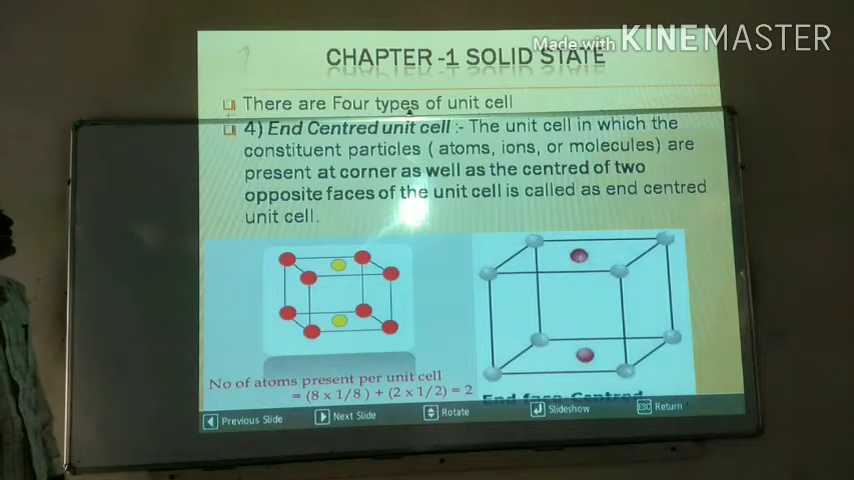 Made with KINEMASTER
CHAPTER -1 SOLID STATE
There are Four types of unit cell
4) End Centred unit cell :- The unit cell in which the
constituent particles ( atoms, ions, or molecules) are
present at corner as well as the centred of two
opposite faces of the unit cell is called as end centred
unit cell.
No of atoms present per unit cell
= (8 x 1/8 ) + (2 x 1/2) = 2
End face Centred
Previous Slide
Next Slide
Rotate
Slideshow
ESC Return